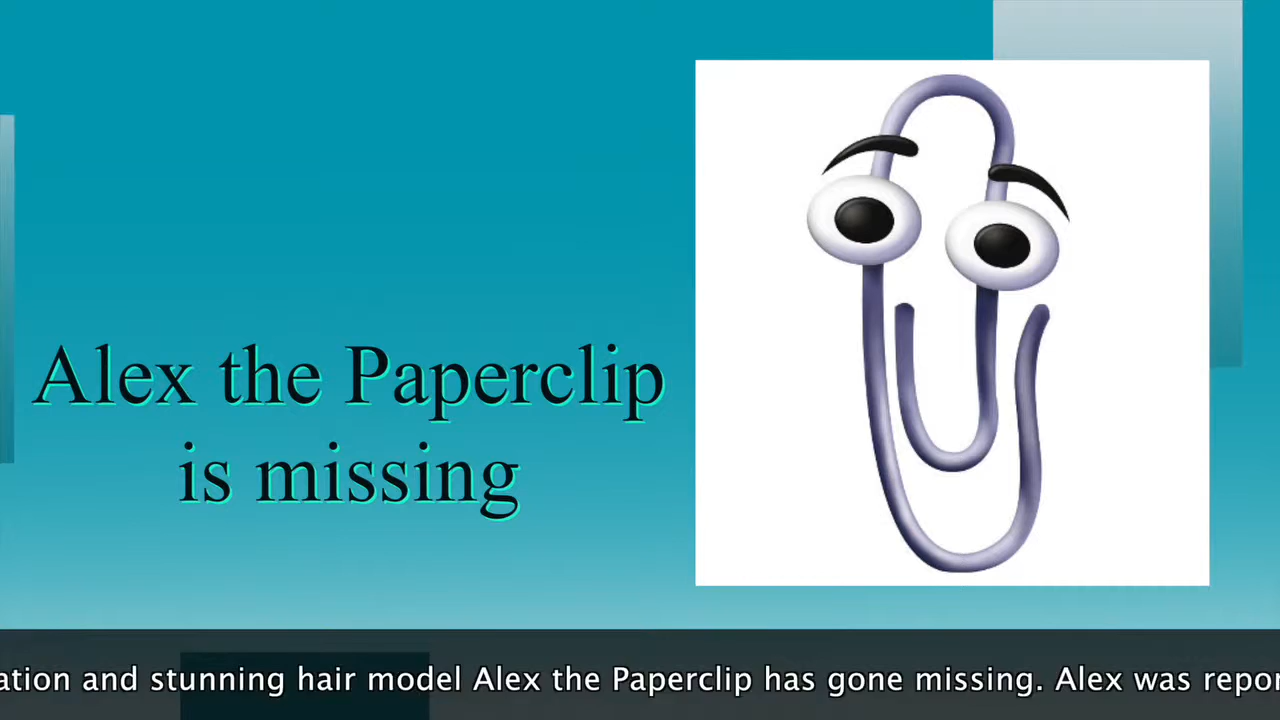 Alex the Paperclip
is missing
ation and stunning hair model Alex the Paperclip has gone missing. Alex was repor